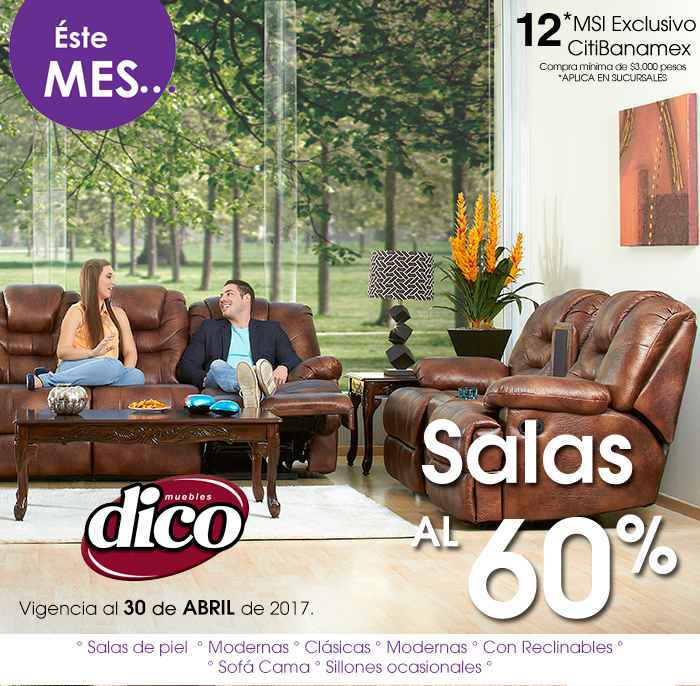 Éste
MES...
12* MSI Exclusivo
CitiBanamex
Compra mínima de $3,000 pesos
*APLICA EN SUCURSALES
Salas
AL 60%
muebles
dico
Vigencia al 30 de ABRIL de 2017.
° Salas de piel ° Modernas ° Clásicas ° Modernas ° Con Reclinables °
° Sofá Cama ° Sillones ocasionales °